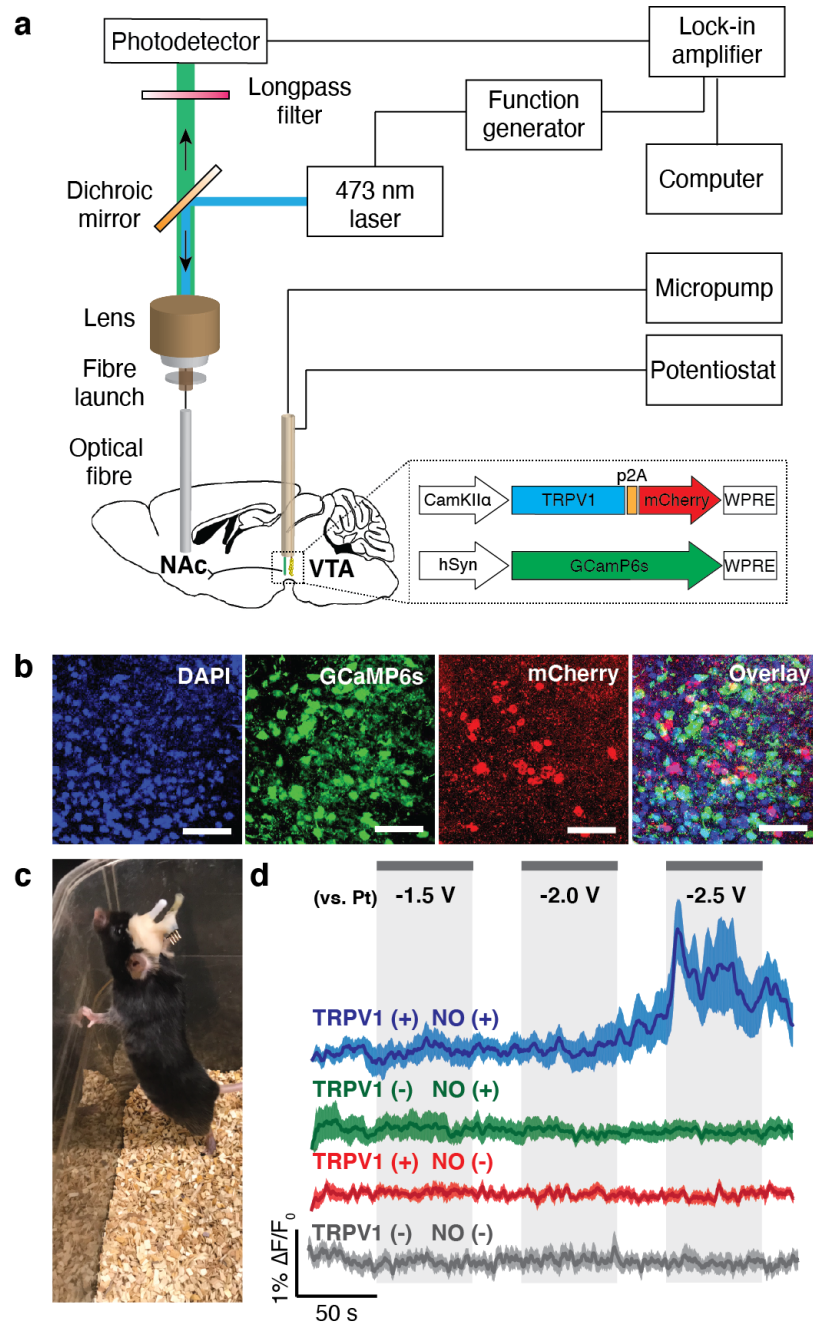 a
Photodetector
Lock-in
amplifier
Longpass
filter
Function
generator
Dichroic
mirror
473 nm
laser
Computer
Lens
Micropump
Fibre
launch
Potentiostat
Optical
fibre
p2A
CamKIIα
TRPV1
mCherry
WPRE
NAc
VTA
hSyn
GCamP6s
WPRE
b
DAPI
GCaMP6s
mCherry
Overlay
c
d
(vs. Pt)
-1.5 V
-2.0 V
-2.5 V
TRPV1 (+) NO (+)
TRPV1 (-) NO (+)
TRPV1 (+) NO (-)
TRPV1 (-) NO (-)
1% ΔF/F0
50 s